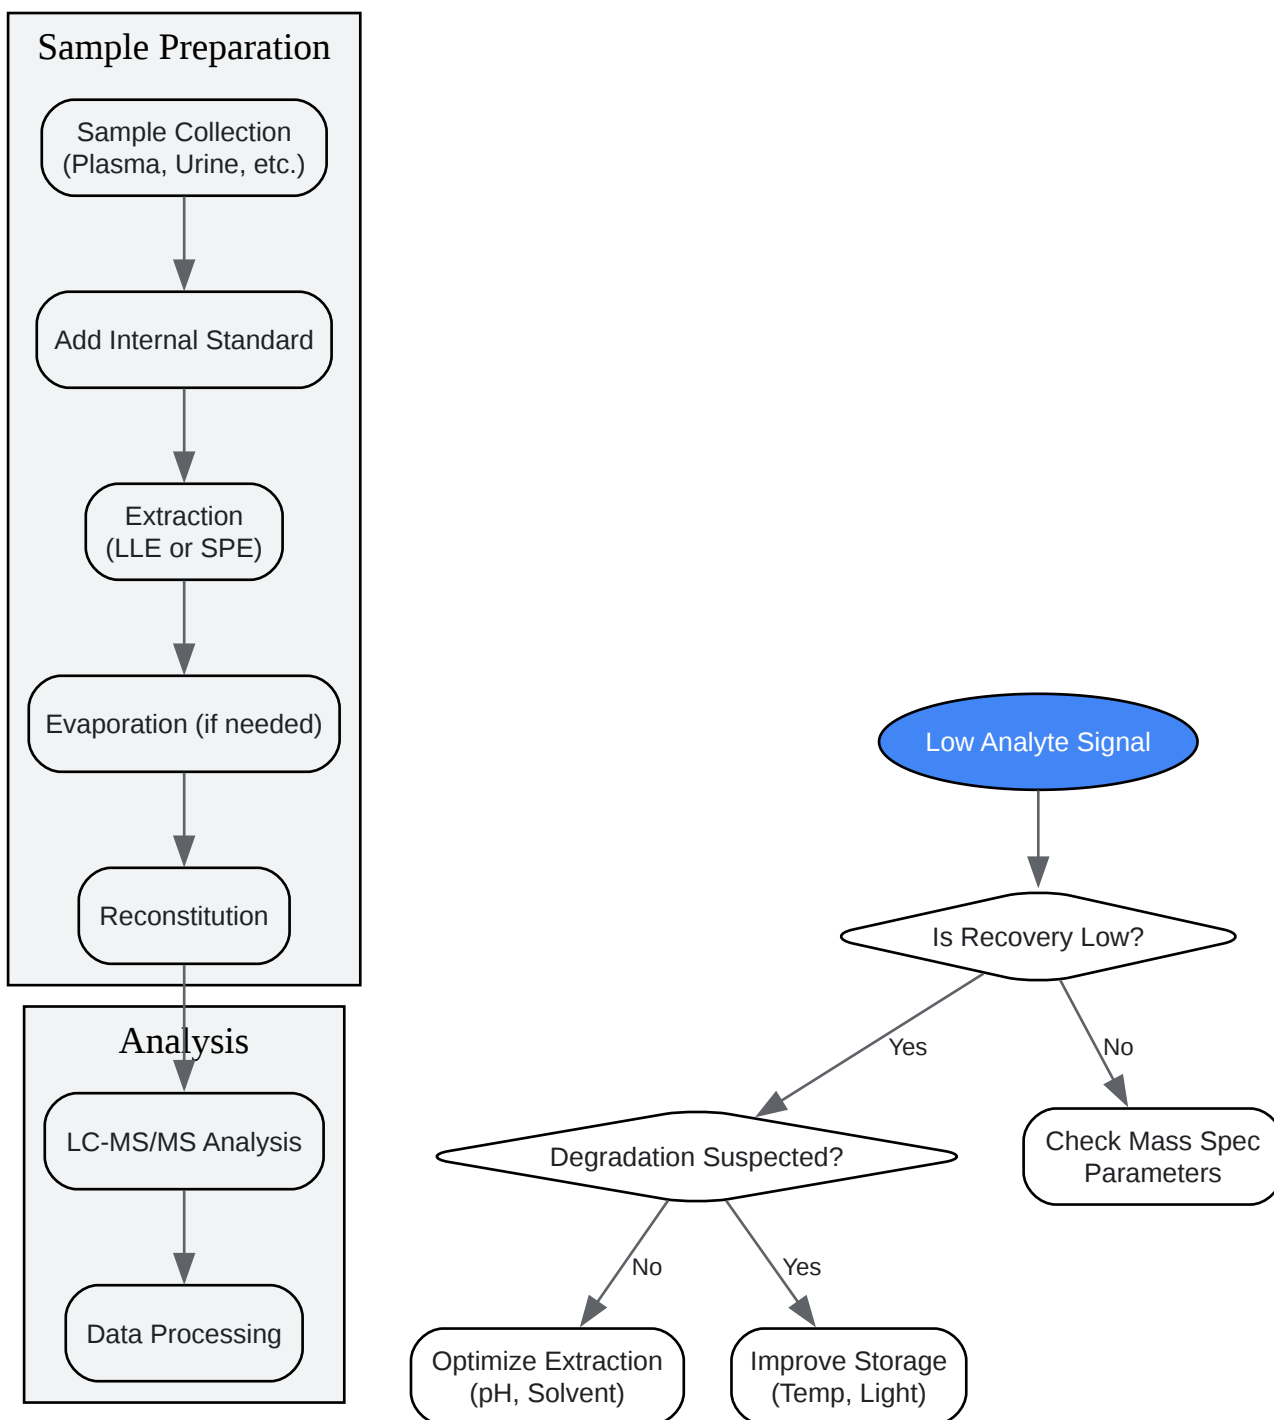 Sample Preparation
Sample Collection
(Plasma, Urine, etc.)
Add Internal Standard
Extraction
(LLE or SPE)
Evaporation (if needed)
Reconstitution
Analysis
LC-MS/MS Analysis
Data Processing
Low Analyte Signal
Is Recovery Low?
Yes
No
Degradation Suspected?
Check Mass Spec
Parameters
No
Yes
Optimize Extraction
(pH, Solvent)
Improve Storage
(Temp, Light)